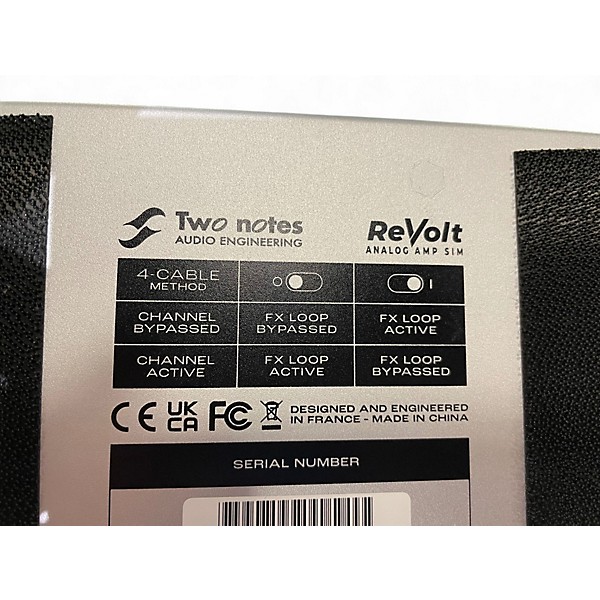 Two notes
AUDIO ENGINEERING
ReVolt
ANALOG AMP SIM
4-CABLE
METHOD
O
I
CHANNEL
BYPASSED
FX LOOP
BYPASSED
FX LOOP
ACTIVE
CHANNEL
ACTIVE
FX LOOP
ACTIVE
FX LOOP
BYPASSED
CE UK
CA FC
DESIGNED AND ENGINEERED
IN FRANCE - MADE IN CHINA
SERIAL NUMBER